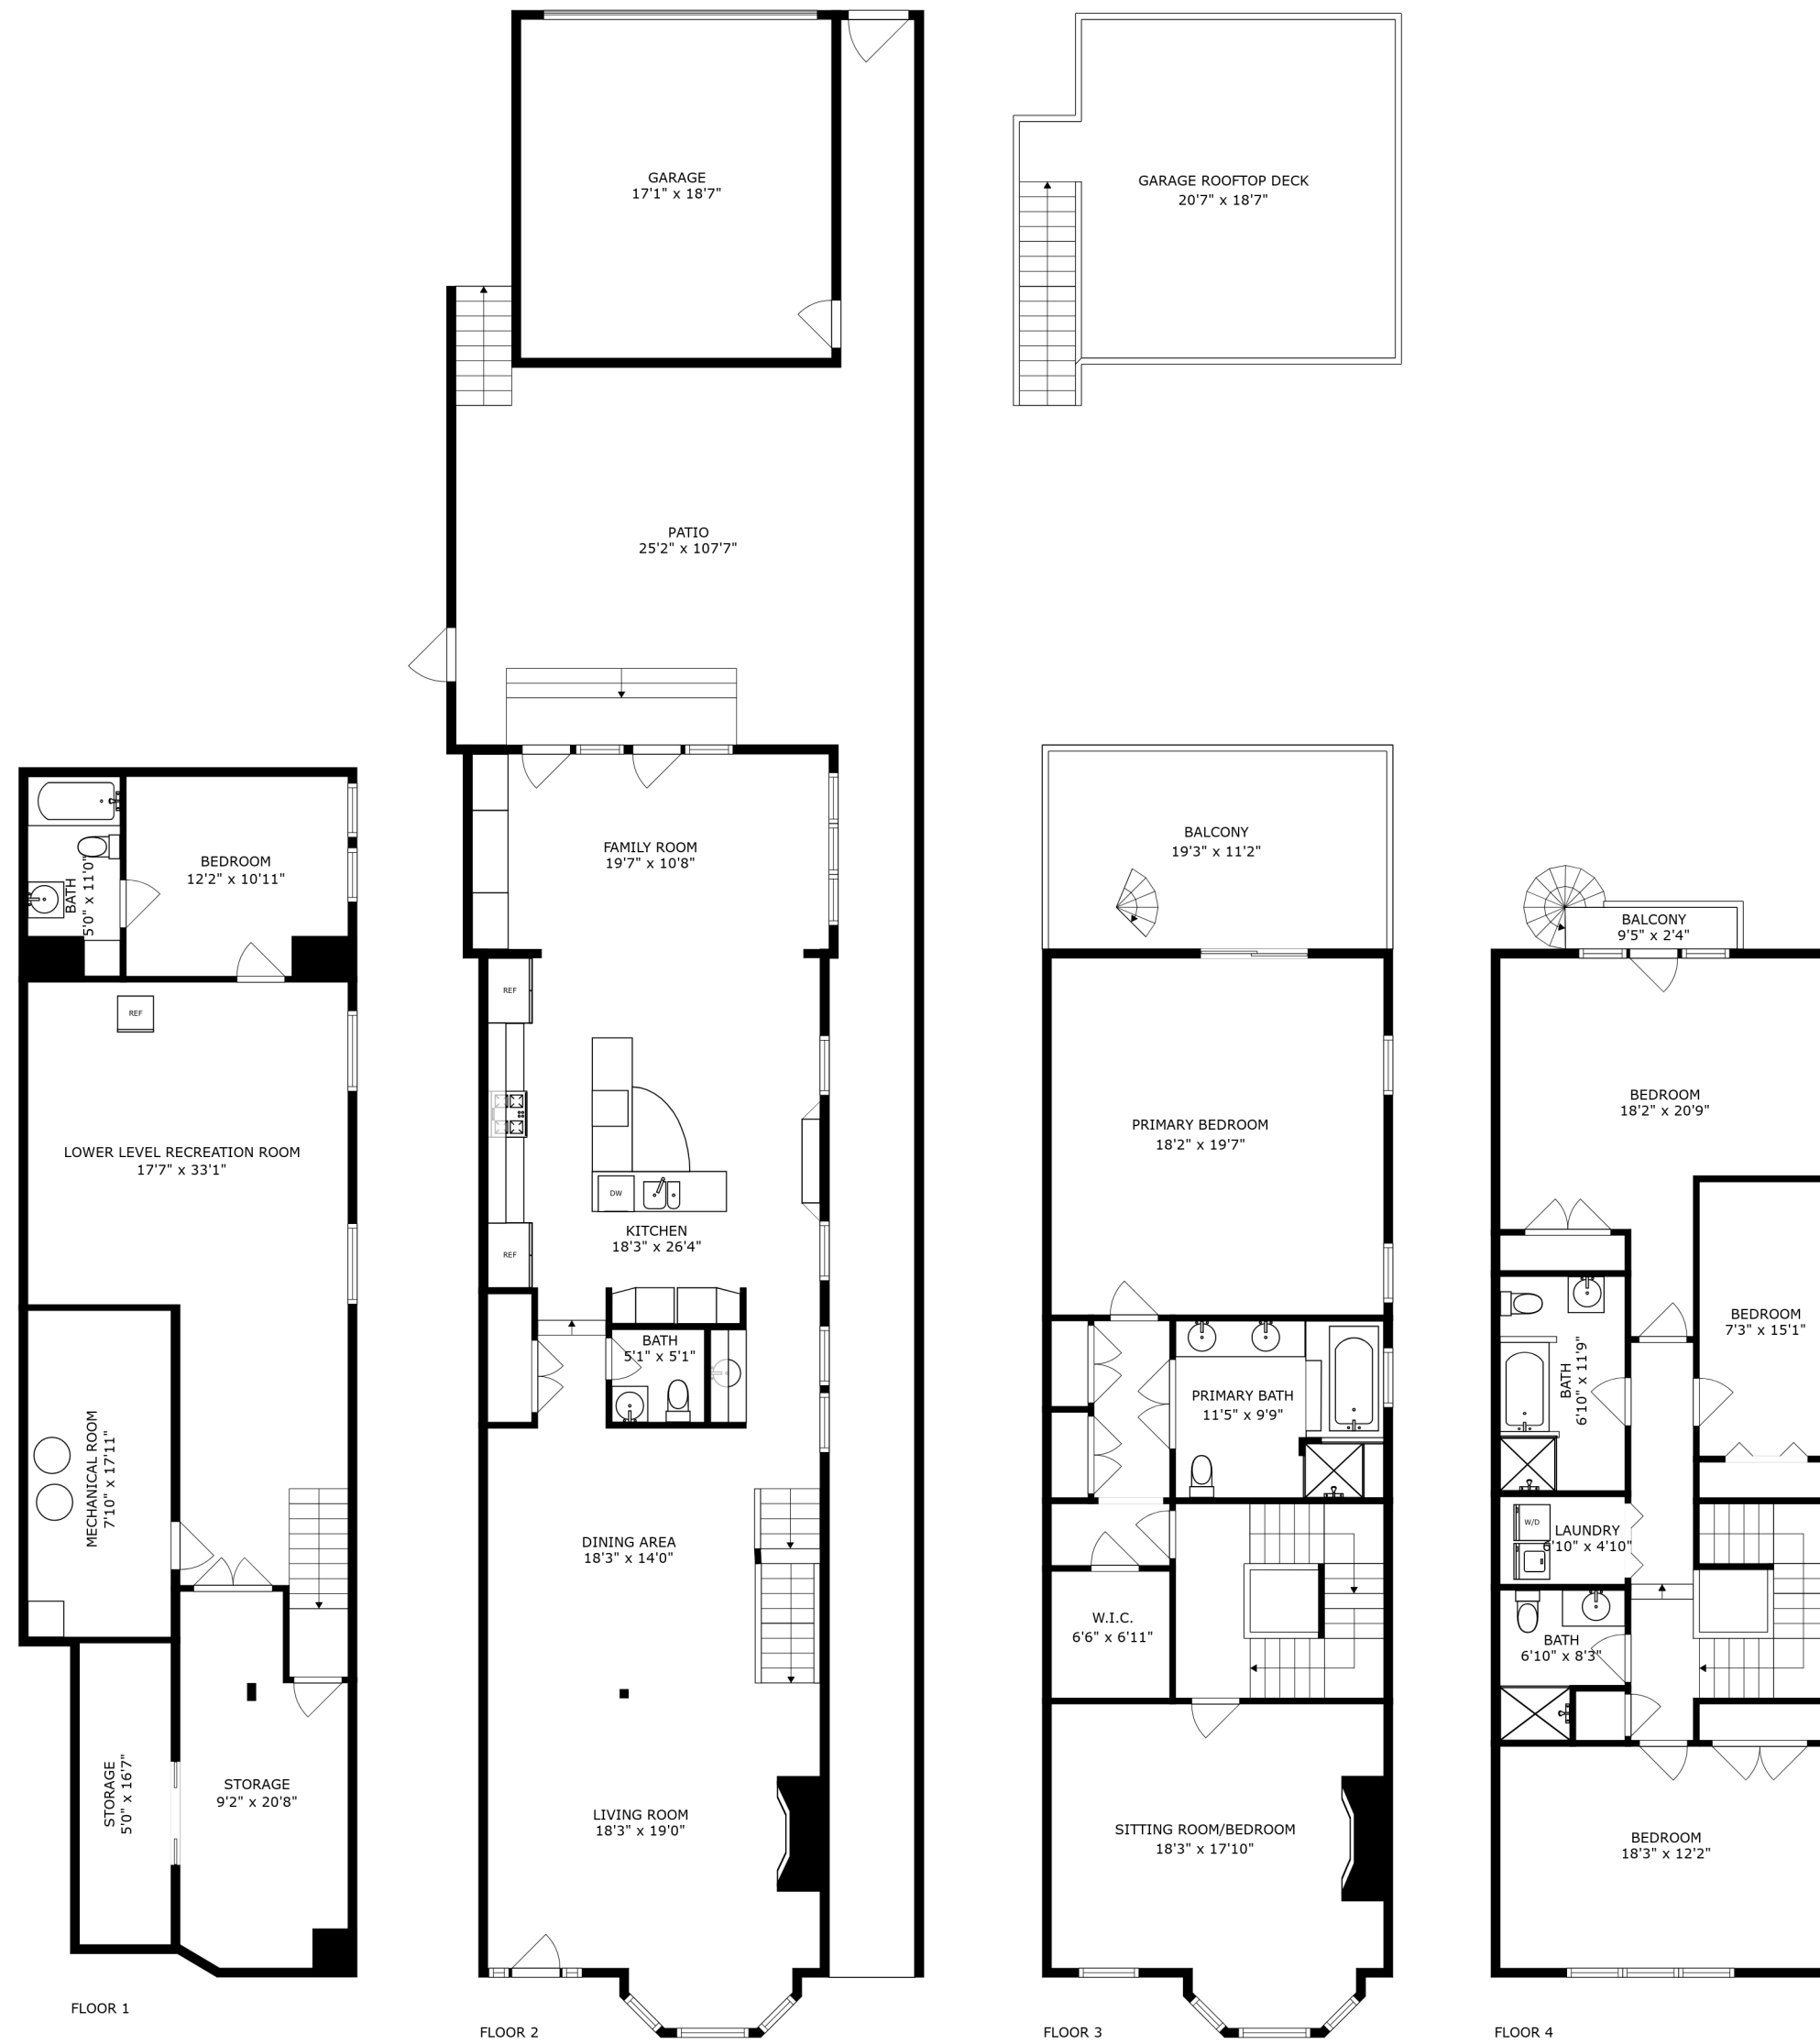 GARAGE
17'1" x 18'7"
GARAGE ROOFTOP DECK
20'7" x 18'7"
PATIO
25'2" x 107'7"
BATH
5'0" x 11'0"
BEDROOM
12'2" x 10'11"
REF
LOWER LEVEL RECREATION ROOM
17'7" x 33'1"
MECHANICAL ROOM
7'10" x 17'11"
STORAGE
5'0" x 16'7"
STORAGE
9'2" x 20'8"
FLOOR 1
FAMILY ROOM
19'7" x 10'8"
REF
DW
KITCHEN
18'3" x 26'4"
REF
BATH
5'1" x 5'1"
DINING AREA
18'3" x 14'0"
LIVING ROOM
18'3" x 19'0"
FLOOR 2
BALCONY
19'3" x 11'2"
PRIMARY BEDROOM
18'2" x 19'7"
PRIMARY BATH
11'5" x 9'9"
W.I.C.
6'6" x 6'11"
SITTING ROOM/BEDROOM
18'3" x 17'10"
FLOOR 3
BALCONY
9'5" x 2'4"
BEDROOM
18'2" x 20'9"
BEDROOM
7'3" x 15'1"
BATH
6'10" x 11'9"
W/D
LAUNDRY
6'10" x 4'10"
BATH
6'10" x 8'3"
BEDROOM
18'3" x 12'2"
FLOOR 4